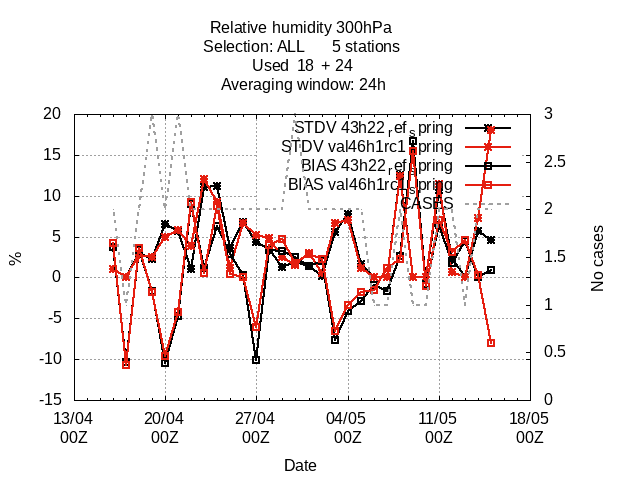 Relative humidity 300hPa
Selection: ALL 5 stations
Used 18 + 24
Averaging window: 24h
20
15
10
5
0
-5
-10
-15
%
3
2.5
2
1.5
1
0.5
0
No cases
STDV 43h22_ref_spring
STDV val46h1rc1_spring
BIAS 43h22_ref_spring
BIAS val46h1rc1_spring
CASES
13/04 20/04 27/04 04/05 11/05 18/05
00Z 00Z 00Z 00Z 00Z 00Z
Date